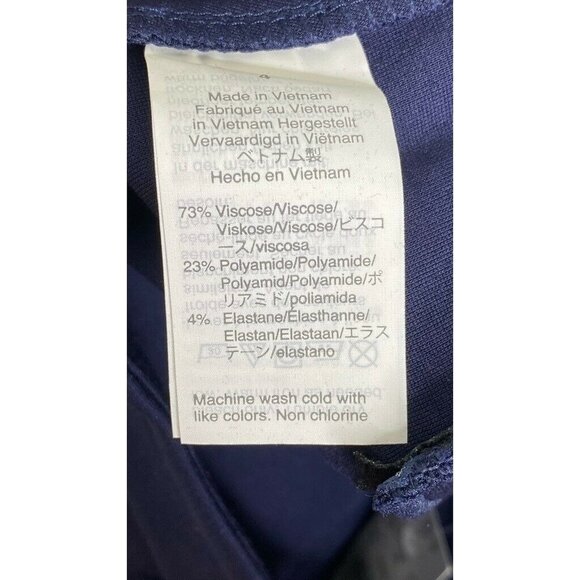 4
Made in Vietnam
Fabriqué au Vietnam
in Vietnam Hergestellt
Vervaardigd in Viëtnam
ベトナム製
Hecho en Vietnam
73% Viscose/Viscose/
Viskose/Viscose/ビスコ
ース/viscosa
23% Polyamide/Polyamide/
Polyamid/Polyamide/ポ
リアミド/poliamida
4% Elastane/Élasthanne/
Elastan/Elastaan/エラス
テーン/elastano
Machine wash cold with
like colors. Non chlorine